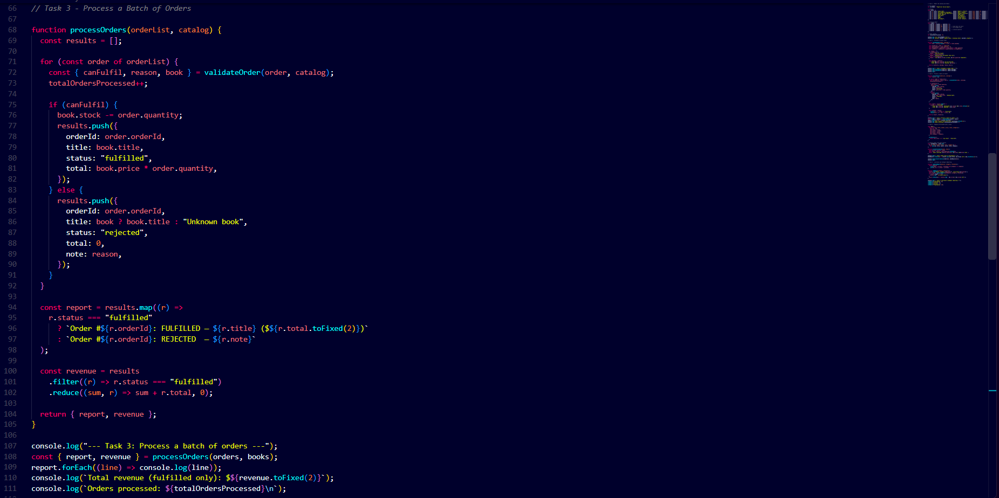 66 // Task 3 - Process a Batch of Orders
67
68 function processOrders(orderList, catalog) {
69   const results = [];
70
71   for (const order of orderList) {
72     const { canFulfil, reason, book } = validateOrder(order, catalog);
73     totalOrdersProcessed++;
74
75     if (canFulfil) {
76       book.stock -= order.quantity;
77       results.push({
78         orderId: order.orderId,
79         title: book.title,
80         status: "fulfilled",
81         total: book.price * order.quantity,
82       });
83     } else {
84       results.push({
85         orderId: order.orderId,
86         title: book ? book.title : "Unknown book",
87         status: "rejected",
88         total: 0,
89         note: reason,
90       });
91     }
92   }
93
94   const report = results.map((r) =>
95     r.status === "fulfilled"
96       ? `Order #${r.orderId}: FULFILLED — ${r.title} ($${r.total.toFixed(2)})`
97       : `Order #${r.orderId}: REJECTED  — ${r.note}`
98   );
99
100   const revenue = results
101     .filter((r) => r.status === "fulfilled")
102     .reduce((sum, r) => sum + r.total, 0);
103
104   return { report, revenue };
105 }
106
107 console.log("--- Task 3: Process a batch of orders ---");
108 const { report, revenue } = processOrders(orders, books);
109 report.forEach((line) => console.log(line));
110 console.log(`Total revenue (fulfilled only): $${revenue.toFixed(2)}`);
111 console.log(`Orders processed: ${totalOrdersProcessed}\n`);